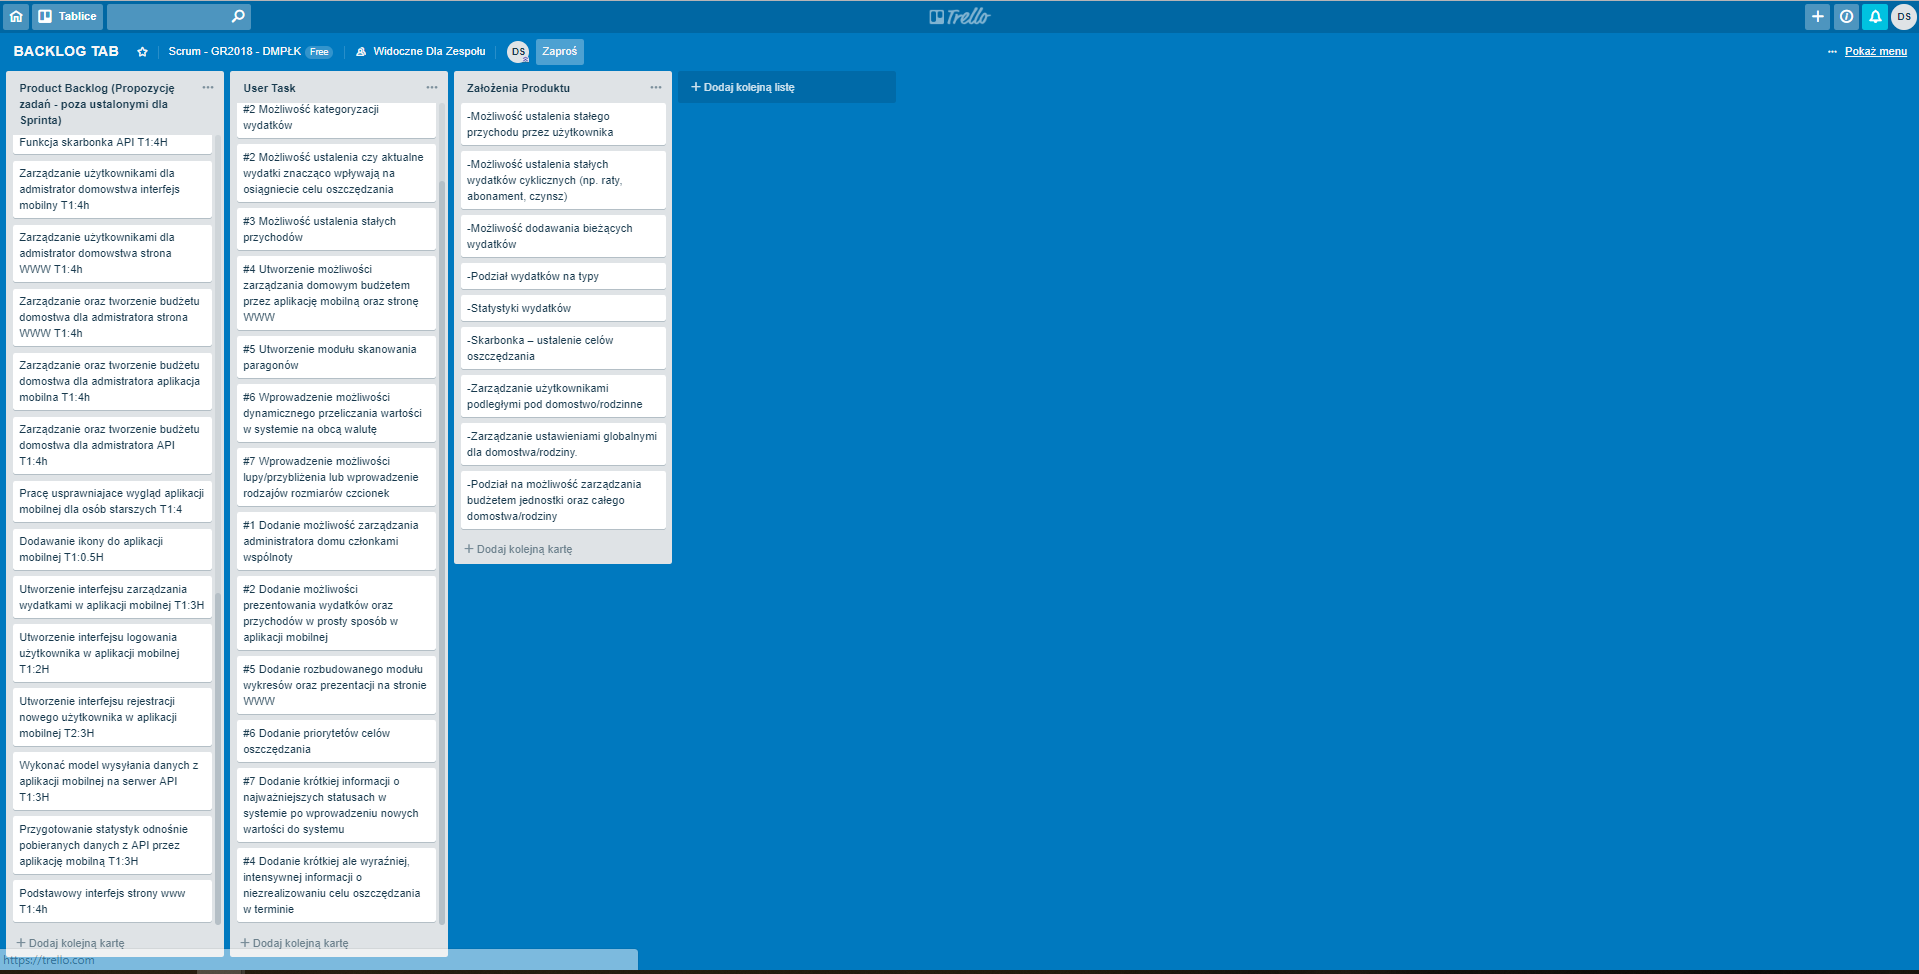 Tablice
Trello
DS
BACKLOG TAB
Scrum - GR2018 - DMPŁK Free
Widoczne Dla Zespołu
DS
Zaproś
Pokaż menu
Product Backlog (Propozycję
zadań - poza ustalonymi dla
Sprinta)
Funkcja skarbonka API T1:4H
Zarządzanie użytkownikami dla
admistrator domowstwa interfejs
mobilny T1:4h
Zarządzanie użytkownikami dla
admistrator domowstwa strona
WWW T1:4h
Zarządzanie oraz tworzenie budżetu
domostwa dla admistratora strona
WWW T1:4h
Zarządzanie oraz tworzenie budżetu
domostwa dla admistratora aplikacja
mobilna T1:4h
Zarządzanie oraz tworzenie budżetu
domostwa dla admistratora API
T1:4h
Pracę usprawniajace wygląd aplikacji
mobilnej dla osób starszych T1:4
Dodawanie ikony do aplikacji
mobilnej T1:0.5H
Utworzenie interfejsu zarządzania
wydatkami w aplikacji mobilnej T1:3H
Utworzenie interfejsu logowania
użytkownika w aplikacji mobilnej
T1:2H
Utworzenie interfejsu rejestracji
nowego użytkownika w aplikacji
mobilnej T2:3H
Wykonać model wysyłania danych z
aplikacji mobilnej na serwer API
T1:3H
Przygotowanie statystyk odnośnie
pobieranych danych z API przez
aplikację mobilną T1:3H
Podstawowy interfejs strony www
T1:4h
+ Dodaj kolejną kartę
User Task
#2 Możliwość kategoryzacji
wydatków
#2 Możliwość ustalenia czy aktualne
wydatki znacząco wpływają na
osiągniecie celu oszczędzania
#3 Możliwość ustalenia stałych
przychodów
#4 Utworzenie możliwości
zarządzania domowym budżetem
przez aplikację mobilną oraz stronę
WWW
#5 Utworzenie modułu skanowania
paragonów
#6 Wprowadzenie możliwości
dynamicznego przeliczania wartości
w systemie na obcą walutę
#7 Wprowadzenie możliwości
lupy/przybliżenia lub wprowadzenie
rodzajów rozmiarów czcionek
#1 Dodanie możliwość zarządzania
administratora domu członkami
wspólnoty
#2 Dodanie możliwości
prezentowania wydatków oraz
przychodów w prosty sposób w
aplikacji mobilnej
#5 Dodanie rozbudowanego modułu
wykresów oraz prezentacji na stronie
WWW
#6 Dodanie priorytetów celów
oszczędzania
#7 Dodanie krótkiej informacji o
najważniejszych statusach w
systemie po wprowadzeniu nowych
wartości do systemu
#4 Dodanie krótkiej ale wyraźniej,
intensywnej informacji o
niezrealizowaniu celu oszczędzania
w terminie
+ Dodaj kolejną kartę
Założenia Produktu
-Możliwość ustalenia stałego
przychodu przez użytkownika
-Możliwość ustalenia stałych
wydatków cyklicznych (np. raty,
abonament, czynsz)
-Możliwość dodawania bieżących
wydatków
-Podział wydatków na typy
-Statystyki wydatków
-Skarbonka – ustalenie celów
oszczędzania
-Zarządzanie użytkownikami
podległymi pod domostwo/rodzinne
-Zarządzanie ustawieniami globalnymi
dla domostwa/rodziny.
-Podział na możliwość zarządzania
budżetem jednostki oraz całego
domostwa/rodziny
+ Dodaj kolejną kartę
+ Dodaj kolejną listę
https://trello.com